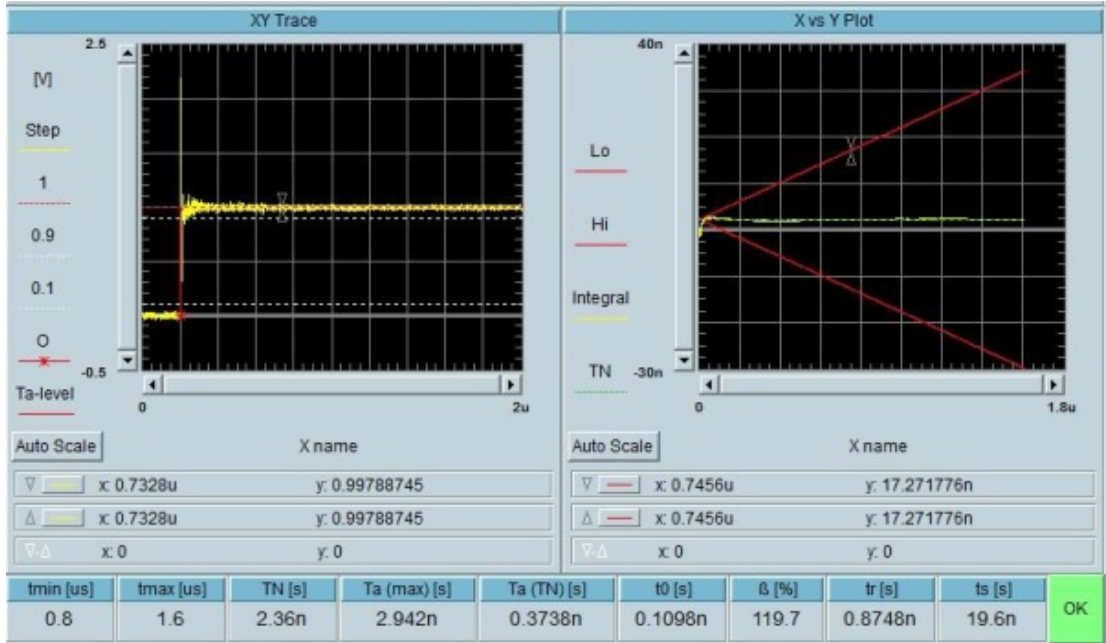 XY Trace
2.5
[V]
Step
1
0.9
0.1
O
Ta-level
-0.5
0
2u
Auto Scale
X name
x: 0.7328u y: 0.99788745
x: 0.7328u y: 0.99788745
x: 0 y: 0
X vs Y Plot
40n
Lo
Hi
Integral
TN
-30n
0
1.8u
Auto Scale
X name
x: 0.7456u y: 17.271776n
x: 0.7456u y: 17.271776n
x: 0 y: 0
tmin [us] tmax [us] TN [s] Ta (max) [s] Ta (TN) [s] t0 [s] ß [%] tr [s] ts [s]
0.8 1.6 2.36n 2.942n 0.3738n 0.1098n 119.7 0.8748n 19.6n OK